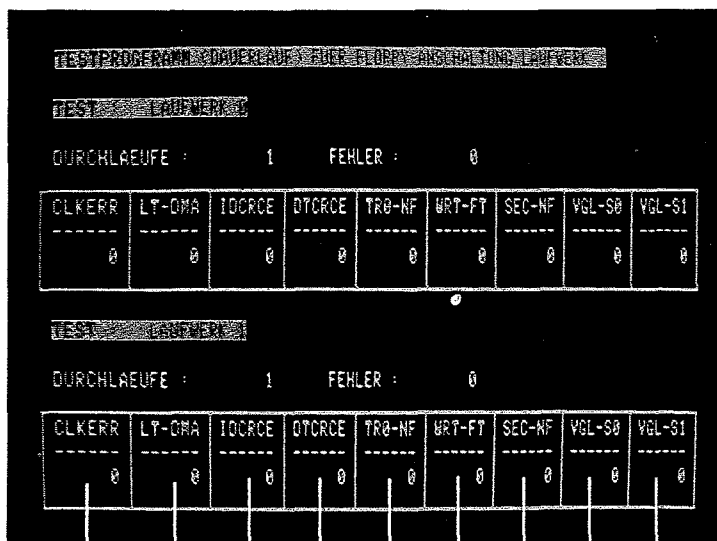 TESTPROGRAMM (DAUERLAUF) FUER FLOPPY ANSCHALTUNG LAUFWERK
TEST LAUFWERK 0
DURCHLAEUFE : 1 FEHLER : 0
CLKERR LT-DMA IDCRCE DTCRCE TR0-NF WRT-FT SEC-NF VGL-S0 VGL-S1
------ ------ ------ ------ ------ ------ ------ ------ ------
0 0 0 0 0 0 0 0 0
TEST LAUFWERK 1
DURCHLAEUFE : 1 FEHLER : 0
CLKERR LT-DMA IDCRCE DTCRCE TR0-NF WRT-FT SEC-NF VGL-S0 VGL-S1
------ ------ ------ ------ ------ ------ ------ ------ ------
0 0 0 0 0 0 0 0 0